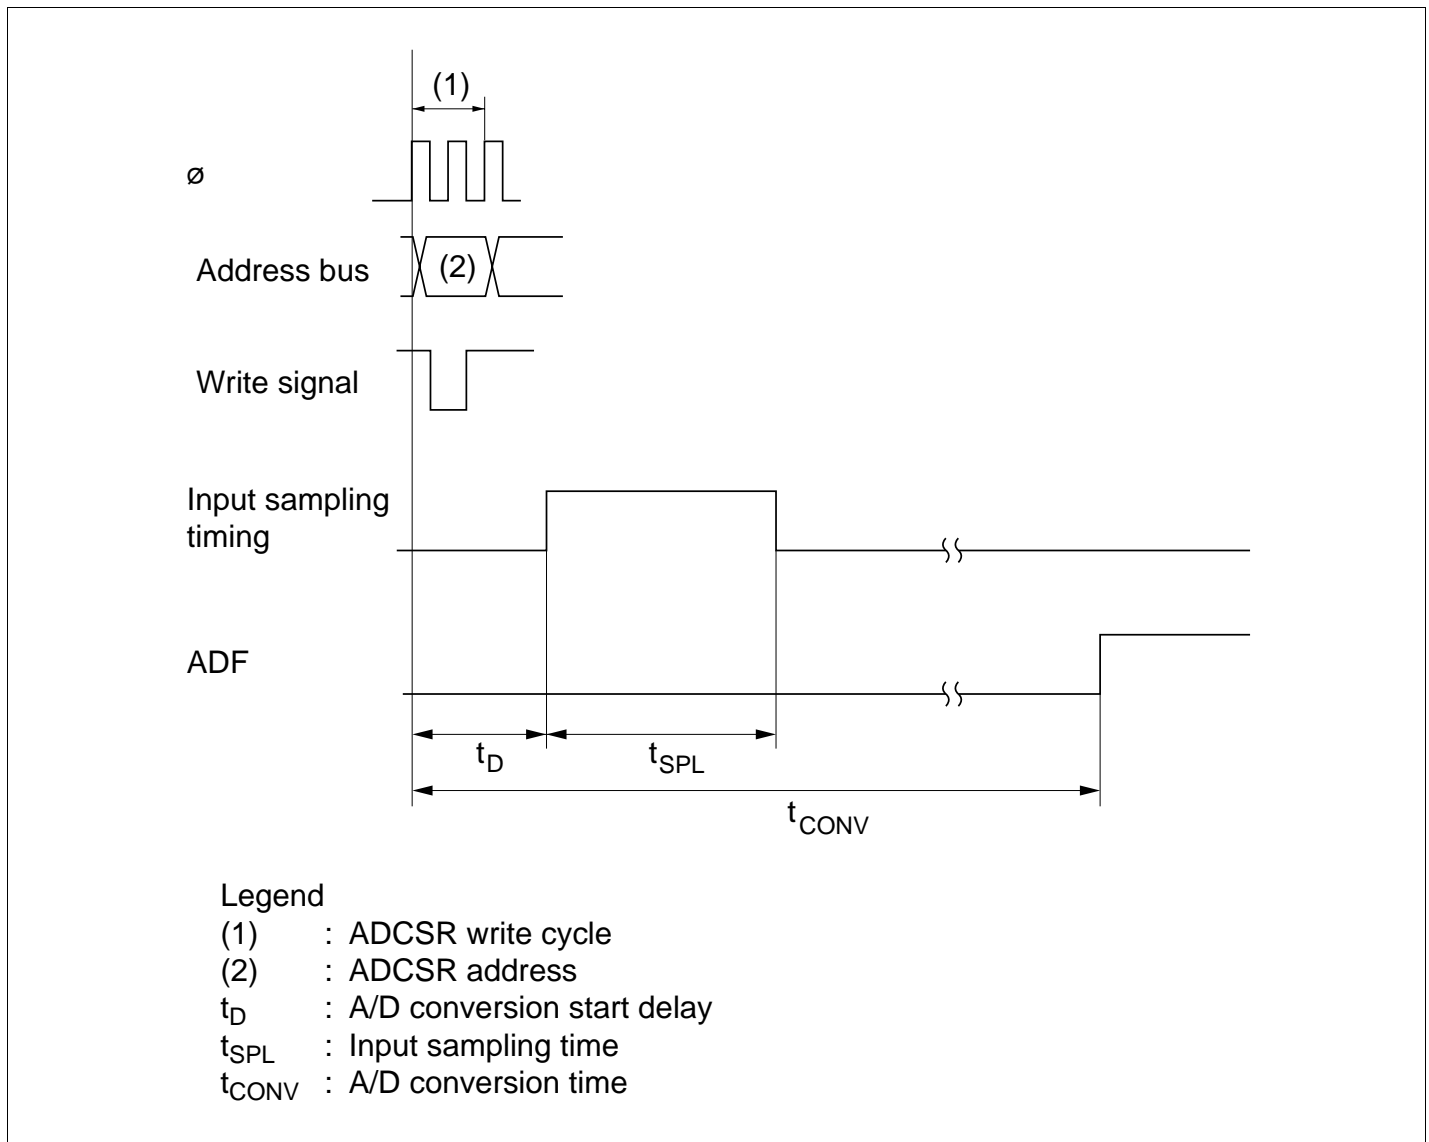 (1)
ø
Address bus
(2)
Write signal
Input sampling
timing
ADF
tD
tSPL
tCONV
Legend
(1) : ADCSR write cycle
(2) : ADCSR address
tD : A/D conversion start delay
tSPL : Input sampling time
tCONV : A/D conversion time